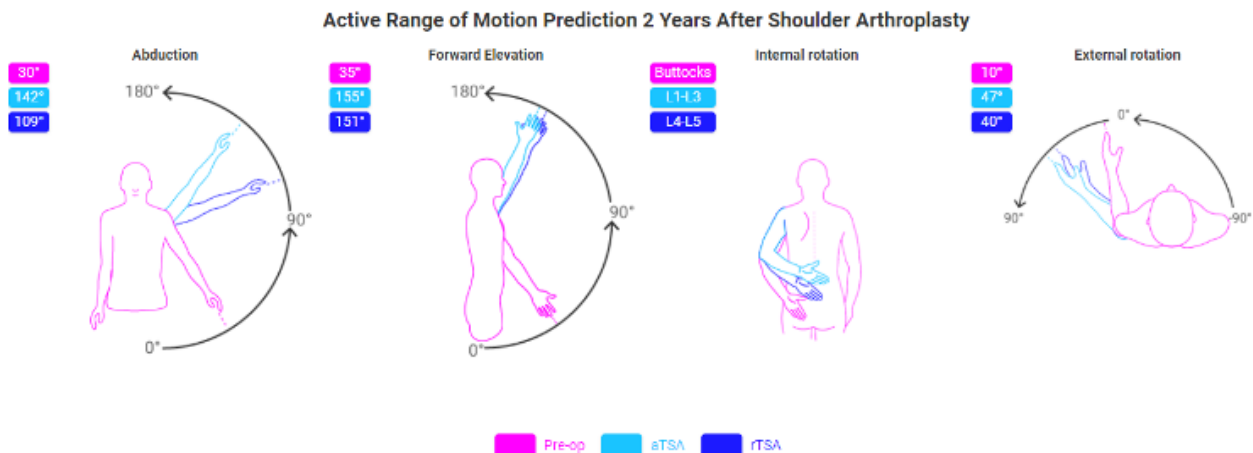 Active Range of Motion Prediction 2 Years After Shoulder Arthroplasty
Abduction
30°
142°
109°
180°
90°
0°
Forward Elevation
35°
155°
151°
180°
90°
0°
Internal rotation
Buttocks
L1-L3
L4-L5
External rotation
10°
47°
40°
0°
90°
-90°
Pre-op aTSA rTSA